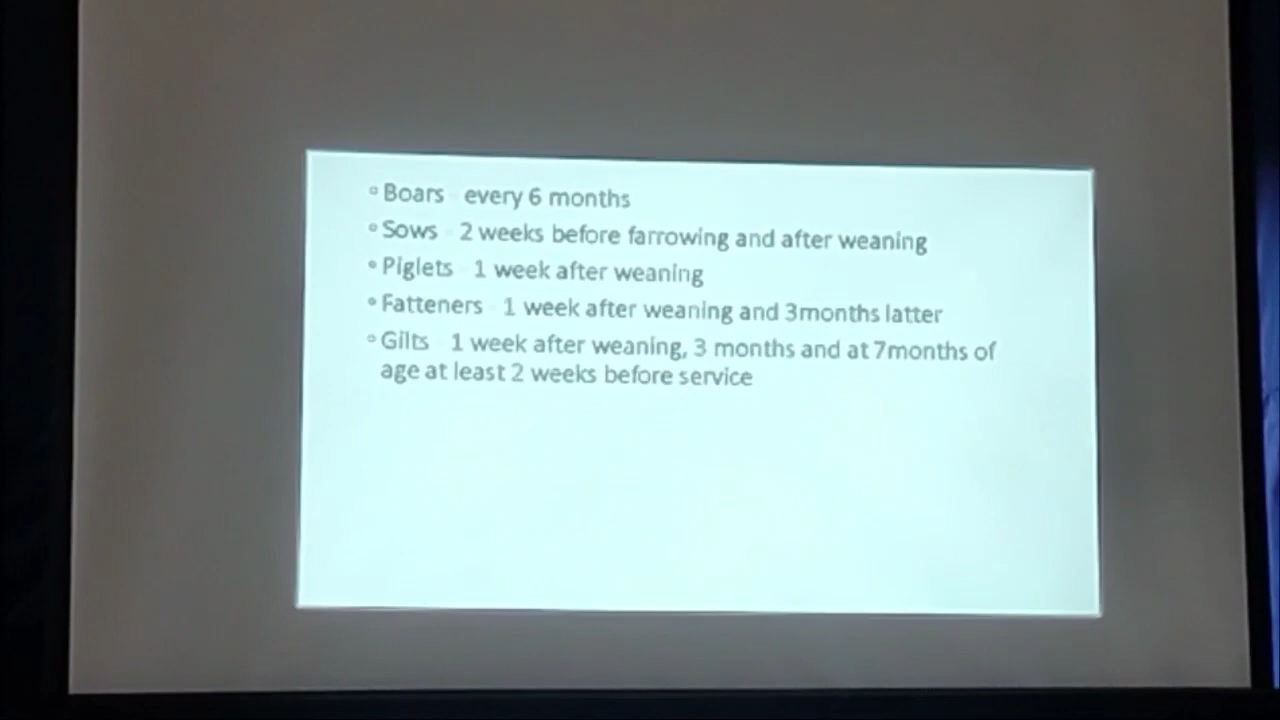 Boars every 6 months
Sows 2 weeks before farrowing and after weaning
Piglets 1 week after weaning
Fatteners 1 week after weaning and 3months latter
Gilts 1 week after weaning, 3 months and at 7months of
age at least 2 weeks before service